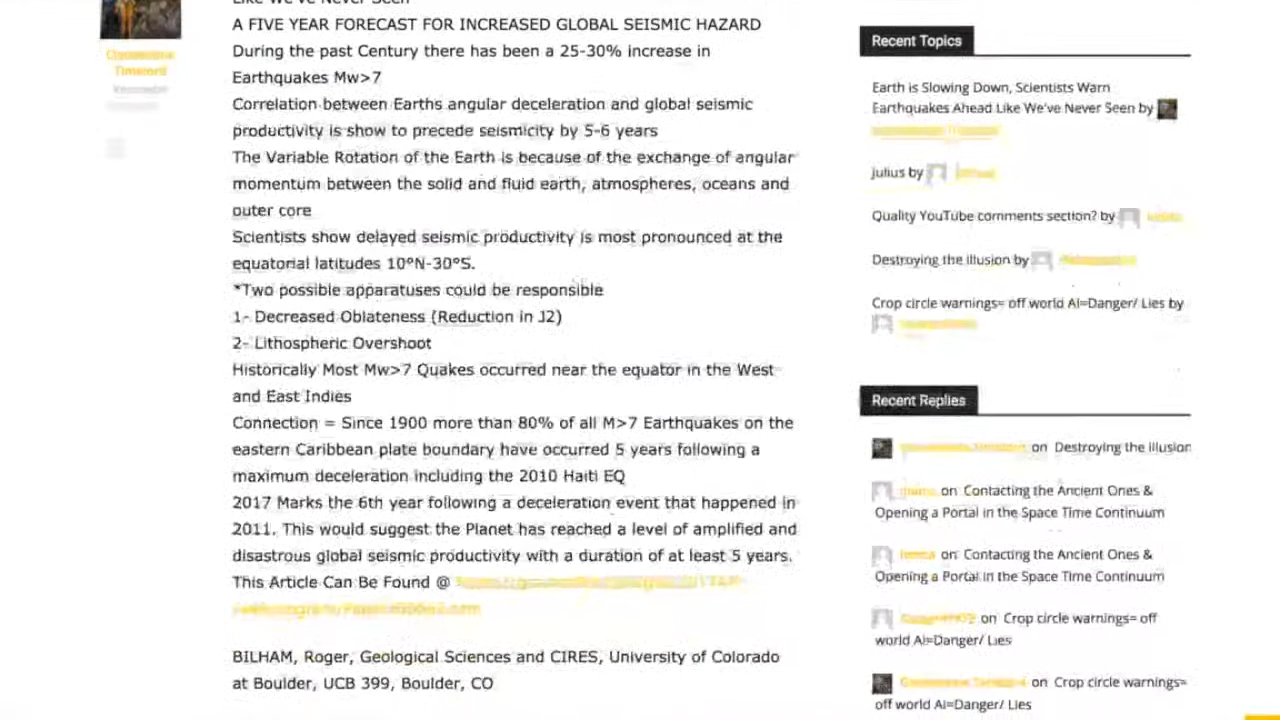 Like We've Never Seen
A FIVE YEAR FORECAST FOR INCREASED GLOBAL SEISMIC HAZARD
During the past Century there has been a 25-30% increase in
Earthquakes Mw>7
Correlation between Earths angular deceleration and global seismic
productivity is show to precede seismicity by 5-6 years
The Variable Rotation of the Earth is because of the exchange of angular
momentum between the solid and fluid earth, atmospheres, oceans and
outer core
Scientists show delayed seismic productivity is most pronounced at the
equatorial latitudes 10°N-30°S.
*Two possible apparatuses could be responsible
1- Decreased Oblateness (Reduction in J2)
2- Lithospheric Overshoot
Historically Most Mw>7 Quakes occurred near the equator in the West
and East Indies
Connection = Since 1900 more than 80% of all M>7 Earthquakes on the
eastern Caribbean plate boundary have occurred 5 years following a
maximum deceleration including the 2010 Haiti EQ
2017 Marks the 6th year following a deceleration event that happened in
2011. This would suggest the Planet has reached a level of amplified and
disastrous global seismic productivity with a duration of at least 5 years.
This Article Can Be Found @
BILHAM, Roger, Geological Sciences and CIRES, University of Colorado
at Boulder, UCB 399, Boulder, CO
Recent Topics
Earth is Slowing Down, Scientists Warn
Earthquakes Ahead Like We've Never Seen by
Julius by
Quality YouTube comments section? by
Destroying the illusion by
Crop circle warnings= off world AI=Danger/ Lies by
Recent Replies
on Destroying the illusion
on Contacting the Ancient Ones &
Opening a Portal in the Space Time Continuum
on Contacting the Ancient Ones &
Opening a Portal in the Space Time Continuum
on Crop circle warnings= off
world AI=Danger/ Lies
on Crop circle warnings=
off world AI=Danger/ Lies